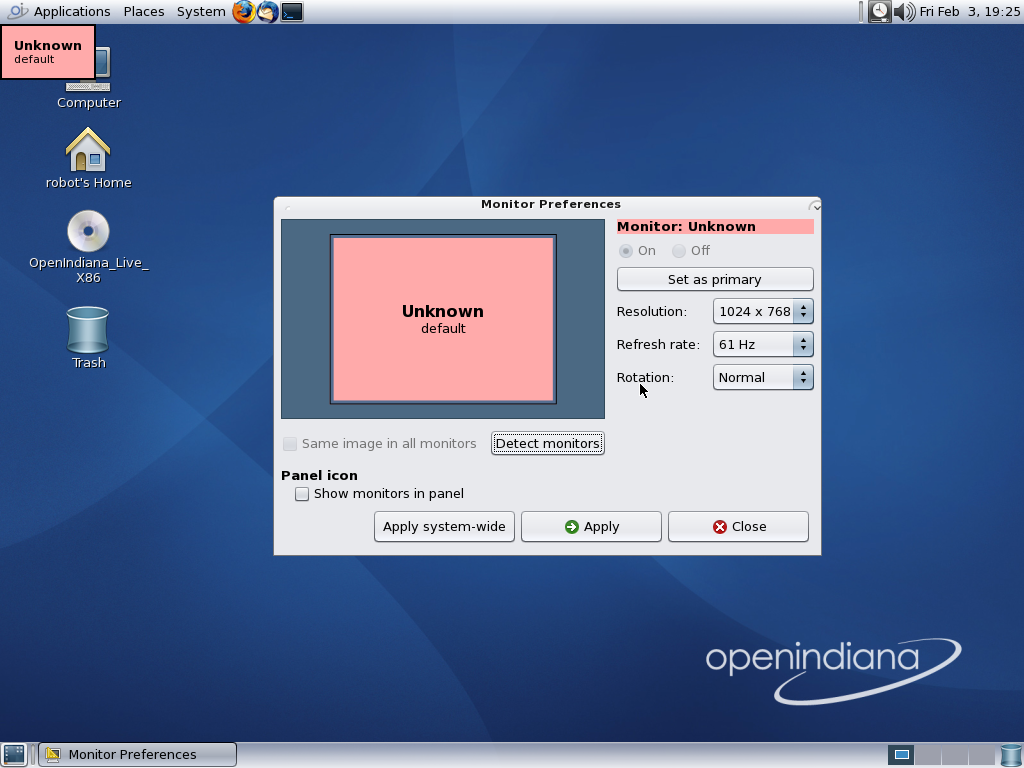 Applications Places System Fri Feb 3, 19:25
Unknown
default
Computer
robot's Home
OpenIndiana_Live_
X86
Trash
Monitor Preferences
Unknown
default
Monitor: Unknown
On Off
Set as primary
Resolution: 1024 x 768
Refresh rate: 61 Hz
Rotation: Normal
Same image in all monitors Detect monitors
Panel icon
Show monitors in panel
Apply system-wide Apply Close
openindiana
Monitor Preferences